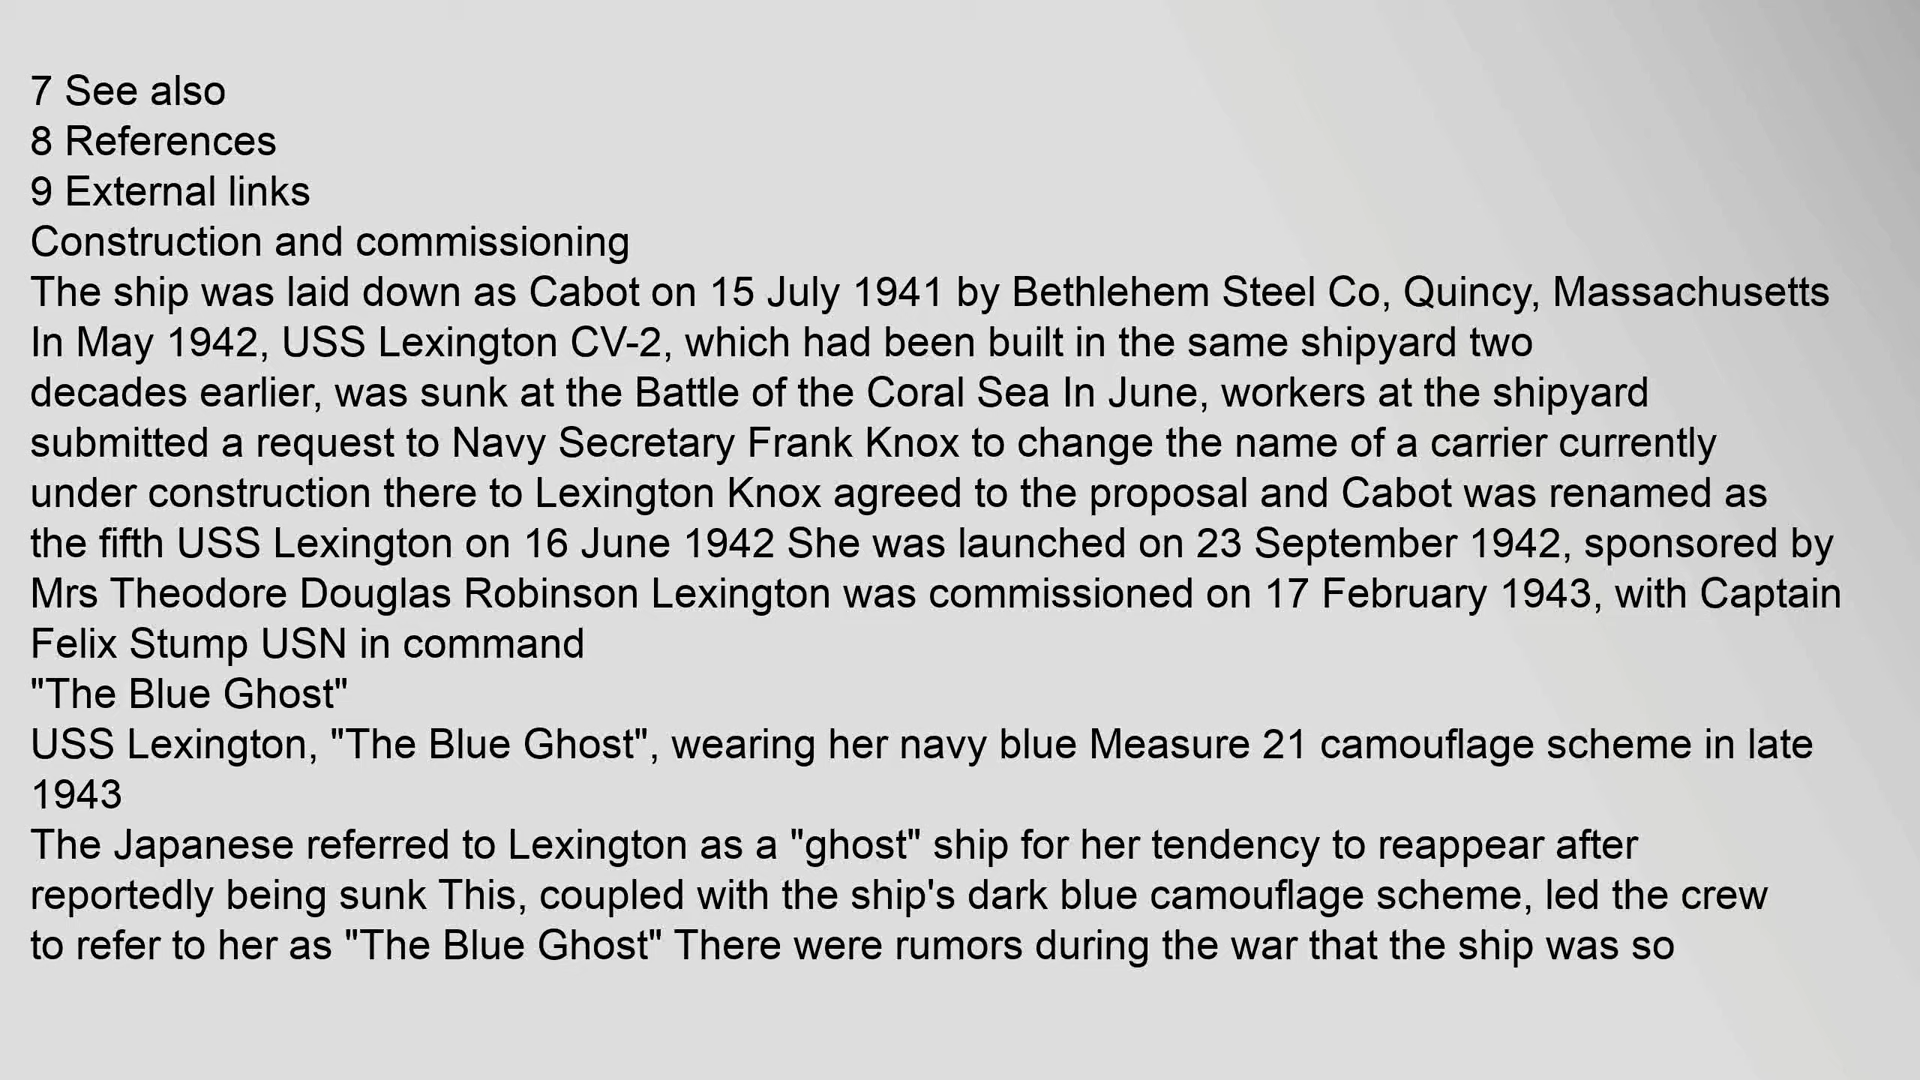 7 See also
8 References
9 External links
Construction and commissioning
The ship was laid down as Cabot on 15 July 1941 by Bethlehem Steel Co, Quincy, Massachusetts
In May 1942, USS Lexington CV-2, which had been built in the same shipyard two
decades earlier, was sunk at the Battle of the Coral Sea In June, workers at the shipyard
submitted a request to Navy Secretary Frank Knox to change the name of a carrier currently
under construction there to Lexington Knox agreed to the proposal and Cabot was renamed as
the fifth USS Lexington on 16 June 1942 She was launched on 23 September 1942, sponsored by
Mrs Theodore Douglas Robinson Lexington was commissioned on 17 February 1943, with Captain
Felix Stump USN in command
"The Blue Ghost"
USS Lexington, "The Blue Ghost", wearing her navy blue Measure 21 camouflage scheme in late
1943
The Japanese referred to Lexington as a "ghost" ship for her tendency to reappear after
reportedly being sunk This, coupled with the ship's dark blue camouflage scheme, led the crew
to refer to her as "The Blue Ghost" There were rumors during the war that the ship was so